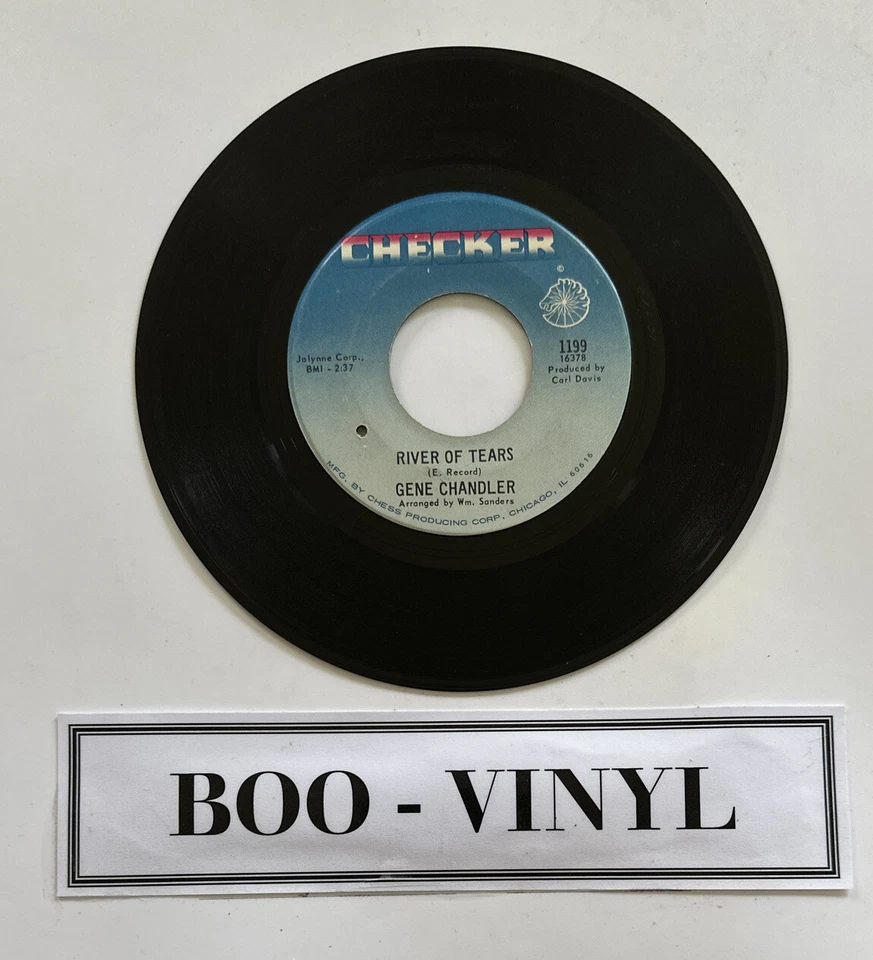 CHECKER
©
Jalynne Corp.,
BMI - 2:37
1199
16378
Produced by
Carl Davis
RIVER OF TEARS
(E. Record)
GENE CHANDLER
Arranged by Wm. Sanders
MFG. BY CHESS PRODUCING CORP., CHICAGO, IL 60616
BOO - VINYL